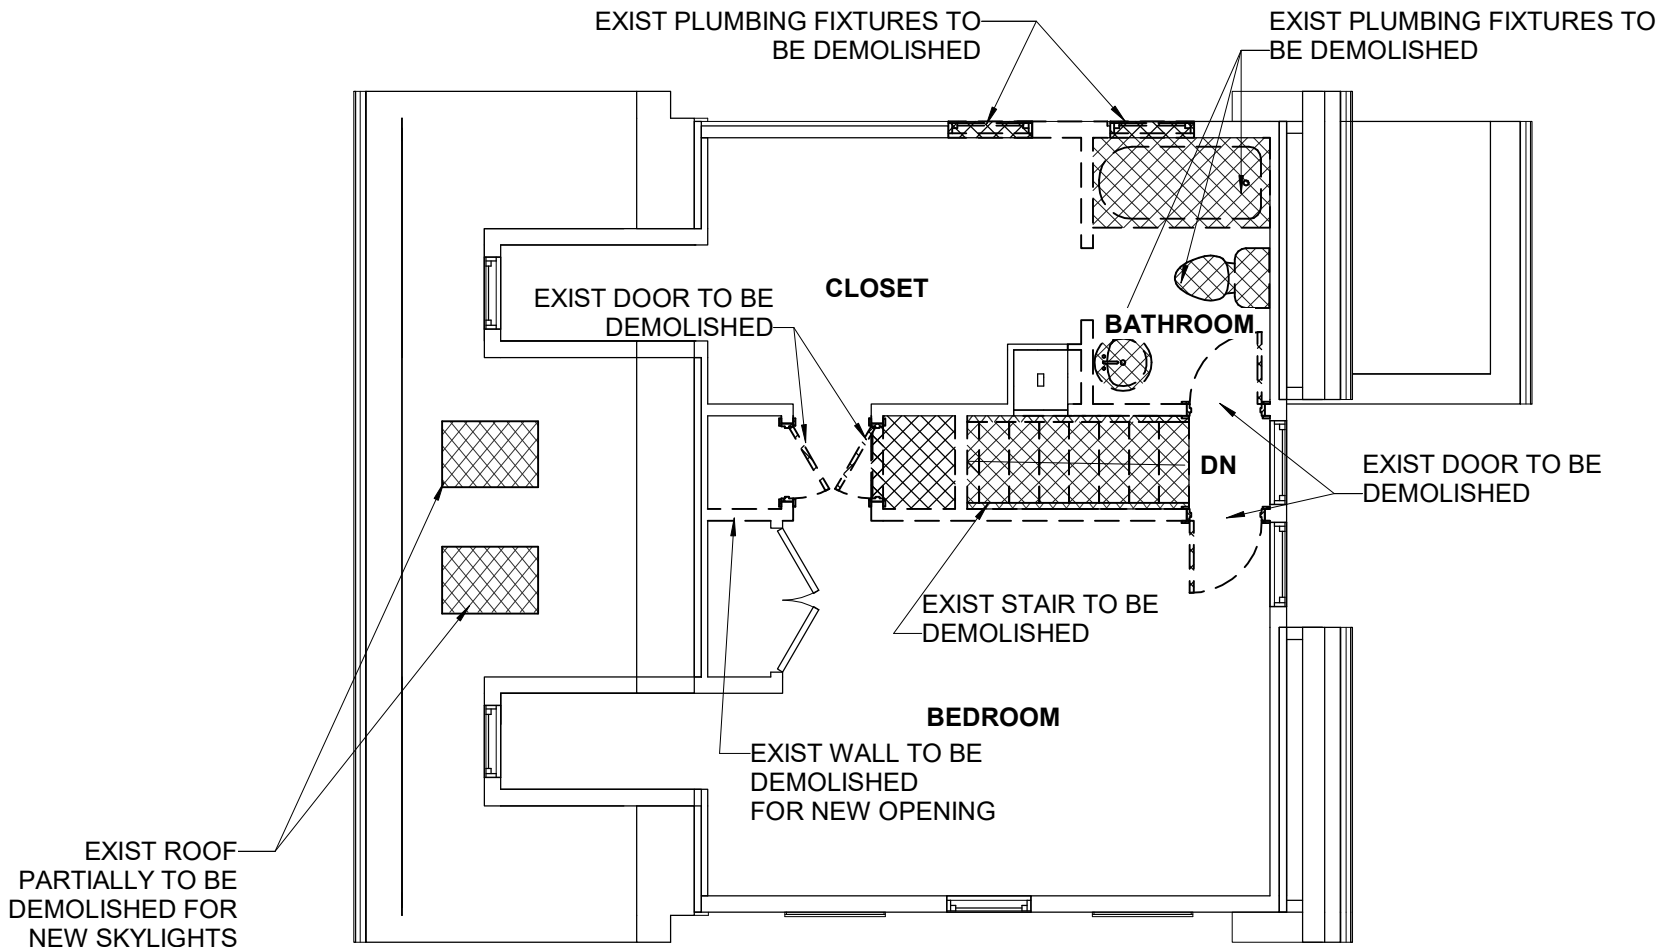 EXIST PLUMBING FIXTURES TO
BE DEMOLISHED
EXIST PLUMBING FIXTURES TO
BE DEMOLISHED
CLOSET
EXIST DOOR TO BE
DEMOLISHED
BATHROOM
DN
EXIST DOOR TO BE
DEMOLISHED
EXIST STAIR TO BE
DEMOLISHED
BEDROOM
EXIST WALL TO BE
DEMOLISHED
FOR NEW OPENING
EXIST ROOF
PARTIALLY TO BE
DEMOLISHED FOR
NEW SKYLIGHTS